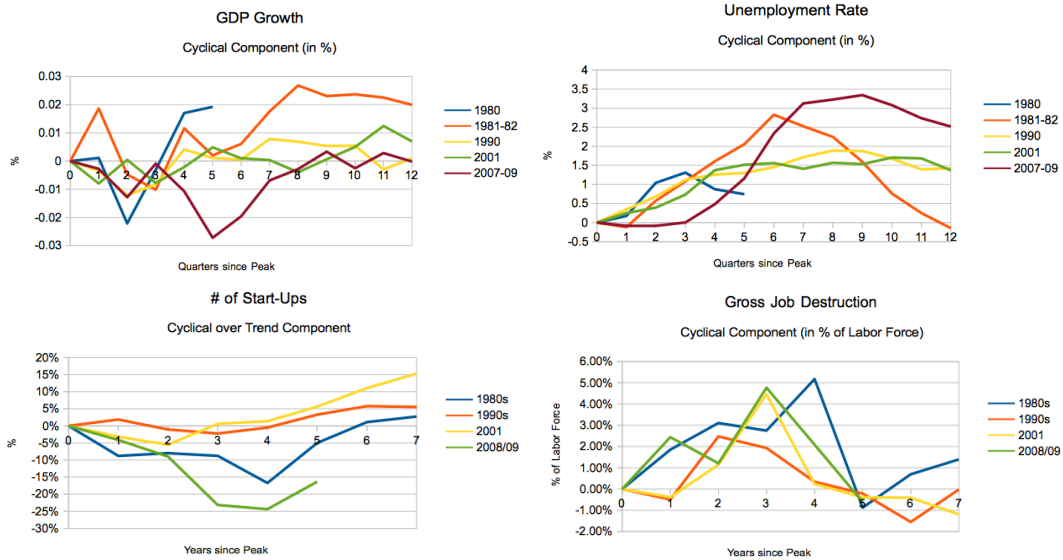 GDP Growth
Cyclical Component (in %)
0.03
0.02
0.01
0
-0.01
-0.02
-0.03
%
0 1 2 3 4 5 6 7 8 9 10 11 12
Quarters since Peak
1980
1981-82
1990
2001
2007-09
Unemployment Rate
Cyclical Component (in %)
4
3.5
3
2.5
2
1.5
1
0.5
0
-0.5
%
0 1 2 3 4 5 6 7 8 9 10 11 12
Quarters since Peak
1980
1981-82
1990
2001
2007-09
# of Start-Ups
Cyclical over Trend Component
20%
15%
10%
5%
0%
-5%
-10%
-15%
-20%
-25%
-30%
%
0 1 2 3 4 5 6 7
Years since Peak
1980s
1990s
2001
2008/09
Gross Job Destruction
Cyclical Component (in % of Labor Force)
6.00%
5.00%
4.00%
3.00%
2.00%
1.00%
0.00%
-1.00%
-2.00%
% of Labor Force
0 1 2 3 4 5 6 7
Years since Peak
1980s
1990s
2001
2008/09